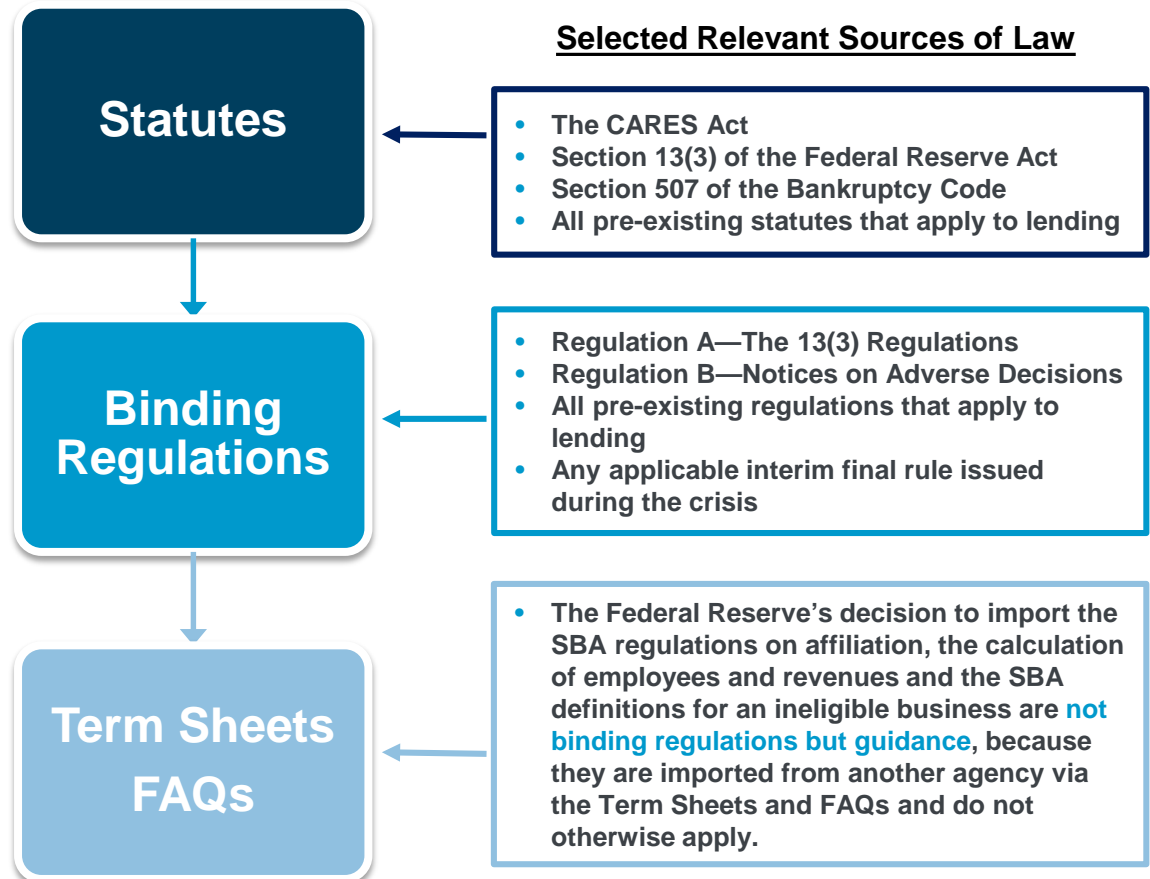 Selected Relevant Sources of Law
Statutes
• The CARES Act
• Section 13(3) of the Federal Reserve Act
• Section 507 of the Bankruptcy Code
• All pre-existing statutes that apply to lending
Binding
Regulations
• Regulation A—The 13(3) Regulations
• Regulation B—Notices on Adverse Decisions
• All pre-existing regulations that apply to
lending
• Any applicable interim final rule issued
during the crisis
Term Sheets
FAQs
• The Federal Reserve’s decision to import the
SBA regulations on affiliation, the calculation
of employees and revenues and the SBA
definitions for an ineligible business are not
binding regulations but guidance, because
they are imported from another agency via
the Term Sheets and FAQs and do not
otherwise apply.